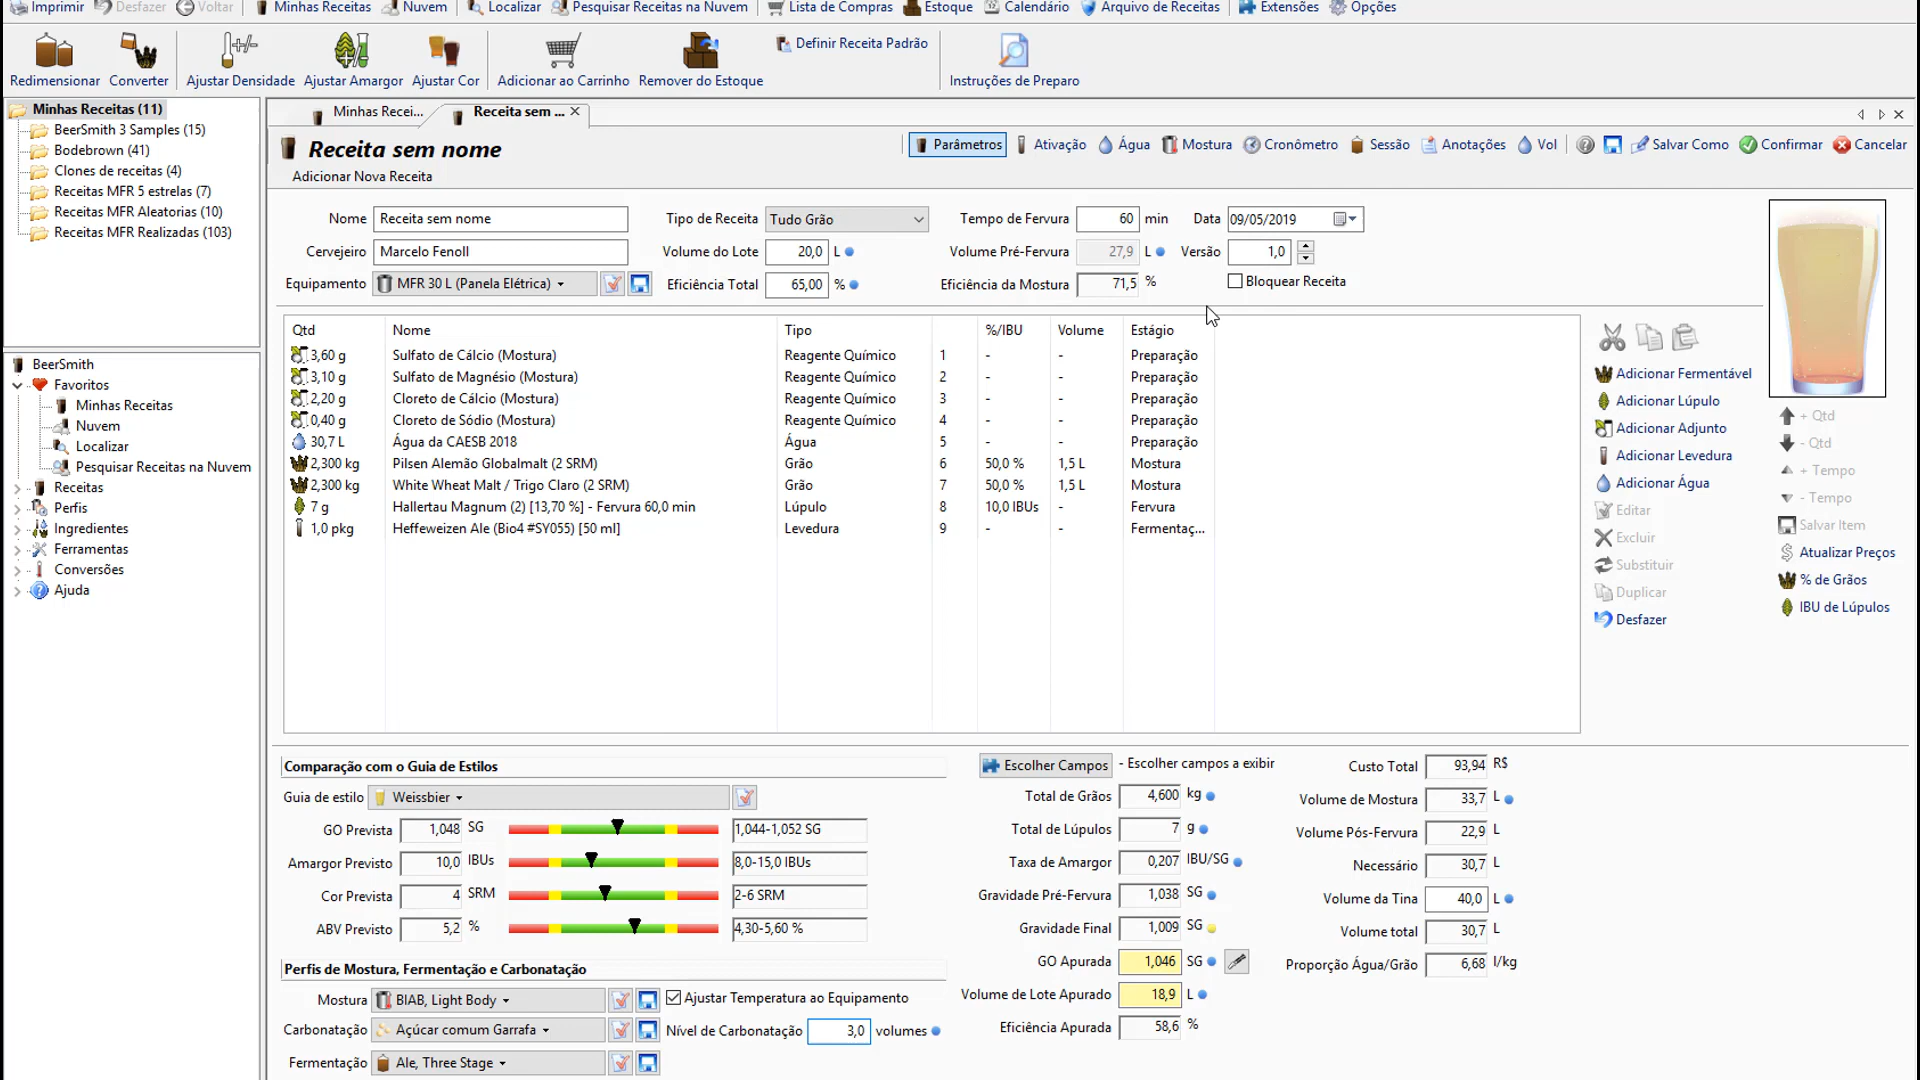 Imprimir Desfazer Voltar Minhas Receitas Nuvem Localizar Pesquisar Receitas na Nuvem Lista de Compras Estoque Calendário Arquivo de Receitas Extensões Opções
Redimensionar Converter Ajustar Densidade Ajustar Amargor Ajustar Cor Adicionar ao Carrinho Remover do Estoque Definir Receita Padrão Instruções de Preparo
Minhas Receitas (11)
BeerSmith 3 Samples (15)
Bodebrown (41)
Clones de receitas (4)
Receitas MFR 5 estrelas (7)
Receitas MFR Aleatorias (10)
Receitas MFR Realizadas (103)
BeerSmith
Favoritos
Minhas Receitas
Nuvem
Localizar
Pesquisar Receitas na Nuvem
Receitas
Perfis
Ingredientes
Ferramentas
Conversões
Ajuda
Minhas Recei... Receita sem ...
Receita sem nome
Parâmetros Ativação Água Mostura Cronômetro Sessão Anotações Vol Salvar Como Confirmar Cancelar
Adicionar Nova Receita
Nome Receita sem nome Tipo de Receita Tudo Grão Tempo de Fervura 60 min Data 09/05/2019
Cervejeiro Marcelo Fenoll Volume do Lote 20,0 L Volume Pré-Fervura 27,9 L Versão 1,0
Equipamento MFR 30 L (Panela Elétrica) Eficiência Total 65,00 % Eficiência da Mostura 71,5 % Bloquear Receita
Qtd Nome Tipo %/IBU Volume Estágio
3,60 g Sulfato de Cálcio (Mostura) Reagente Químico 1 - - Preparação
3,10 g Sulfato de Magnésio (Mostura) Reagente Químico 2 - - Preparação
2,20 g Cloreto de Cálcio (Mostura) Reagente Químico 3 - - Preparação
0,40 g Cloreto de Sódio (Mostura) Reagente Químico 4 - - Preparação
30,7 L Água da CAESB 2018 Água 5 - - Preparação
2,300 kg Pilsen Alemão Globalmalt (2 SRM) Grão 6 50,0 % 1,5 L Mostura
2,300 kg White Wheat Malt / Trigo Claro (2 SRM) Grão 7 50,0 % 1,5 L Mostura
7 g Hallertau Magnum (2) [13,70 %] - Fervura 60,0 min Lúpulo 8 10,0 IBUs - Fervura
1,0 pkg Heffeweizen Ale (Bio4 #SY055) [50 ml] Levedura 9 - - Fermentaç...
Adicionar Fermentável
Adicionar Lúpulo
Adicionar Adjunto
Adicionar Levedura
Adicionar Água
Editar
Excluir
Substituir
Duplicar
Desfazer
+ Qtd
- Qtd
+ Tempo
- Tempo
Salvar Item
Atualizar Preços
% de Grãos
IBU de Lúpulos
Comparação com o Guia de Estilos
Guia de estilo Weissbier
GO Prevista 1,048 SG 1,044-1,052 SG
Amargor Previsto 10,0 IBUs 8,0-15,0 IBUs
Cor Prevista 4 SRM 2-6 SRM
ABV Previsto 5,2 % 4,30-5,60 %
Perfis de Mostura, Fermentação e Carbonatação
Mostura BIAB, Light Body Ajustar Temperatura ao Equipamento
Carbonatação Açúcar comum Garrafa Nível de Carbonatação 3,0 volumes
Fermentação Ale, Three Stage
Escolher Campos - Escolher campos a exibir
Total de Grãos 4,600 kg
Total de Lúpulos 7 g
Taxa de Amargor 0,207 IBU/SG
Gravidade Pré-Fervura 1,038 SG
Gravidade Final 1,009 SG
GO Apurada 1,046 SG
Volume de Lote Apurado 18,9 L
Eficiência Apurada 58,6 %
Custo Total 93,94 R$
Volume de Mostura 33,7 L
Volume Pós-Fervura 22,9 L
Necessário 30,7 L
Volume da Tina 40,0 L
Volume total 30,7 L
Proporção Água/Grão 6,68 l/kg